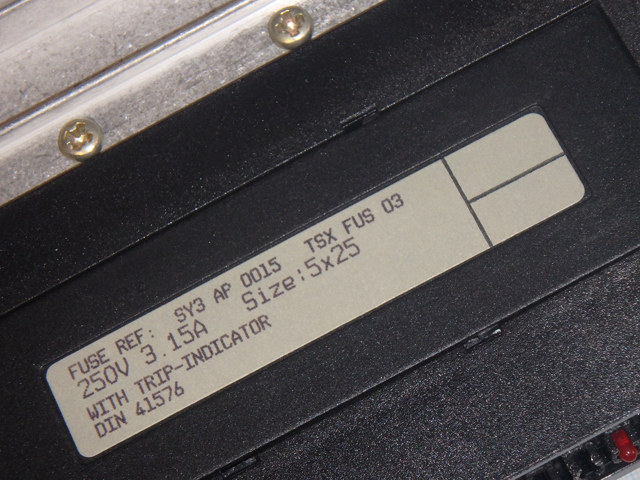 FUSE REF: SY3 AP 0015 TSX FUS 03
250V 3.15A Size:5x25
WITH TRIP-INDICATOR
DIN 41576